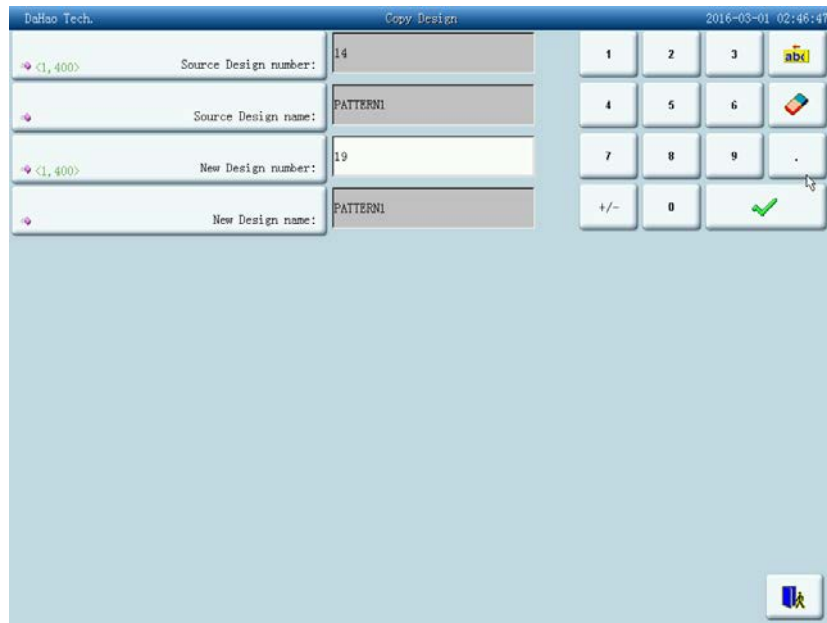 DaHao Tech. Copy Design 2016-03-01 02:46:47
<1,400> Source Design number: 14
1 2 3 abc
Source Design name: PATTERN1
4 5 6
<1,400> New Design number: 19
7 8 9 .
New Design name: PATTERN1
+/- 0